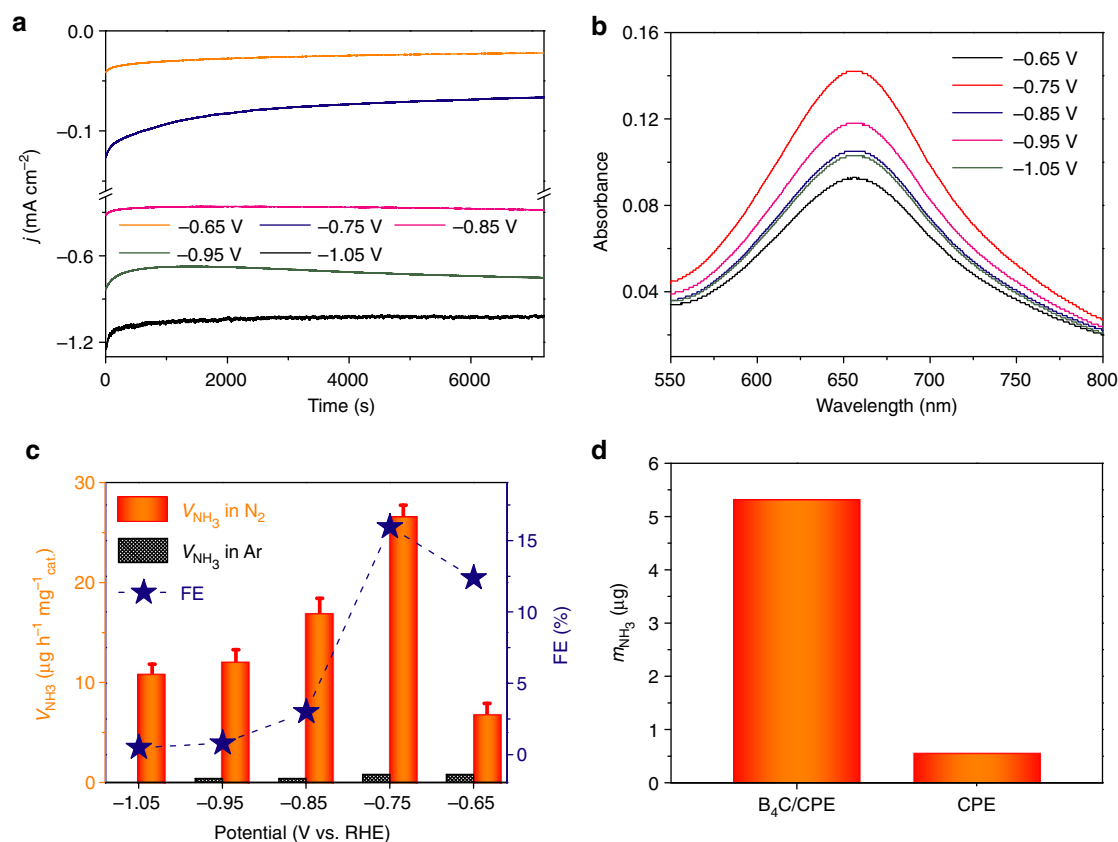 a
0.0
−0.1
−0.6
−1.2
j (mA cm−2)
−0.65 V −0.75 V −0.85 V
−0.95 V −1.05 V
0 2000 4000 6000
Time (s)
b
0.16
0.12
0.08
0.04
Absorbance
−0.65 V
−0.75 V
−0.85 V
−0.95 V
−1.05 V
550 600 650 700 750 800
Wavelength (nm)
c
30
20
10
0
VNH3 (µg h−1 mg−1cat.)
VNH3 in N2
VNH3 in Ar
FE
15
10
5
0
FE (%)
−1.05 −0.95 −0.85 −0.75 −0.65
Potential (V vs. RHE)
d
6
5
4
3
2
1
0
mNH3 (µg)
B4C/CPE CPE